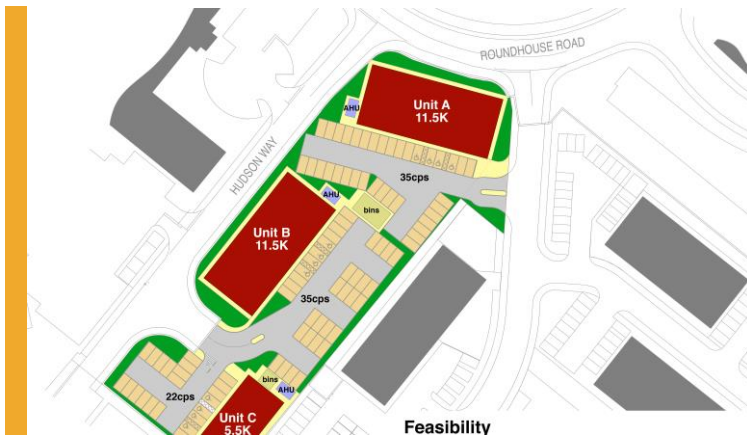 ROUNDHOUSE ROAD
Unit A
11.5K
AHU
HUDSON WAY
35cps
AHU
bins
Unit B
11.5K
35cps
bins
AHU
22cps
Unit C
5.5K
Feasibility